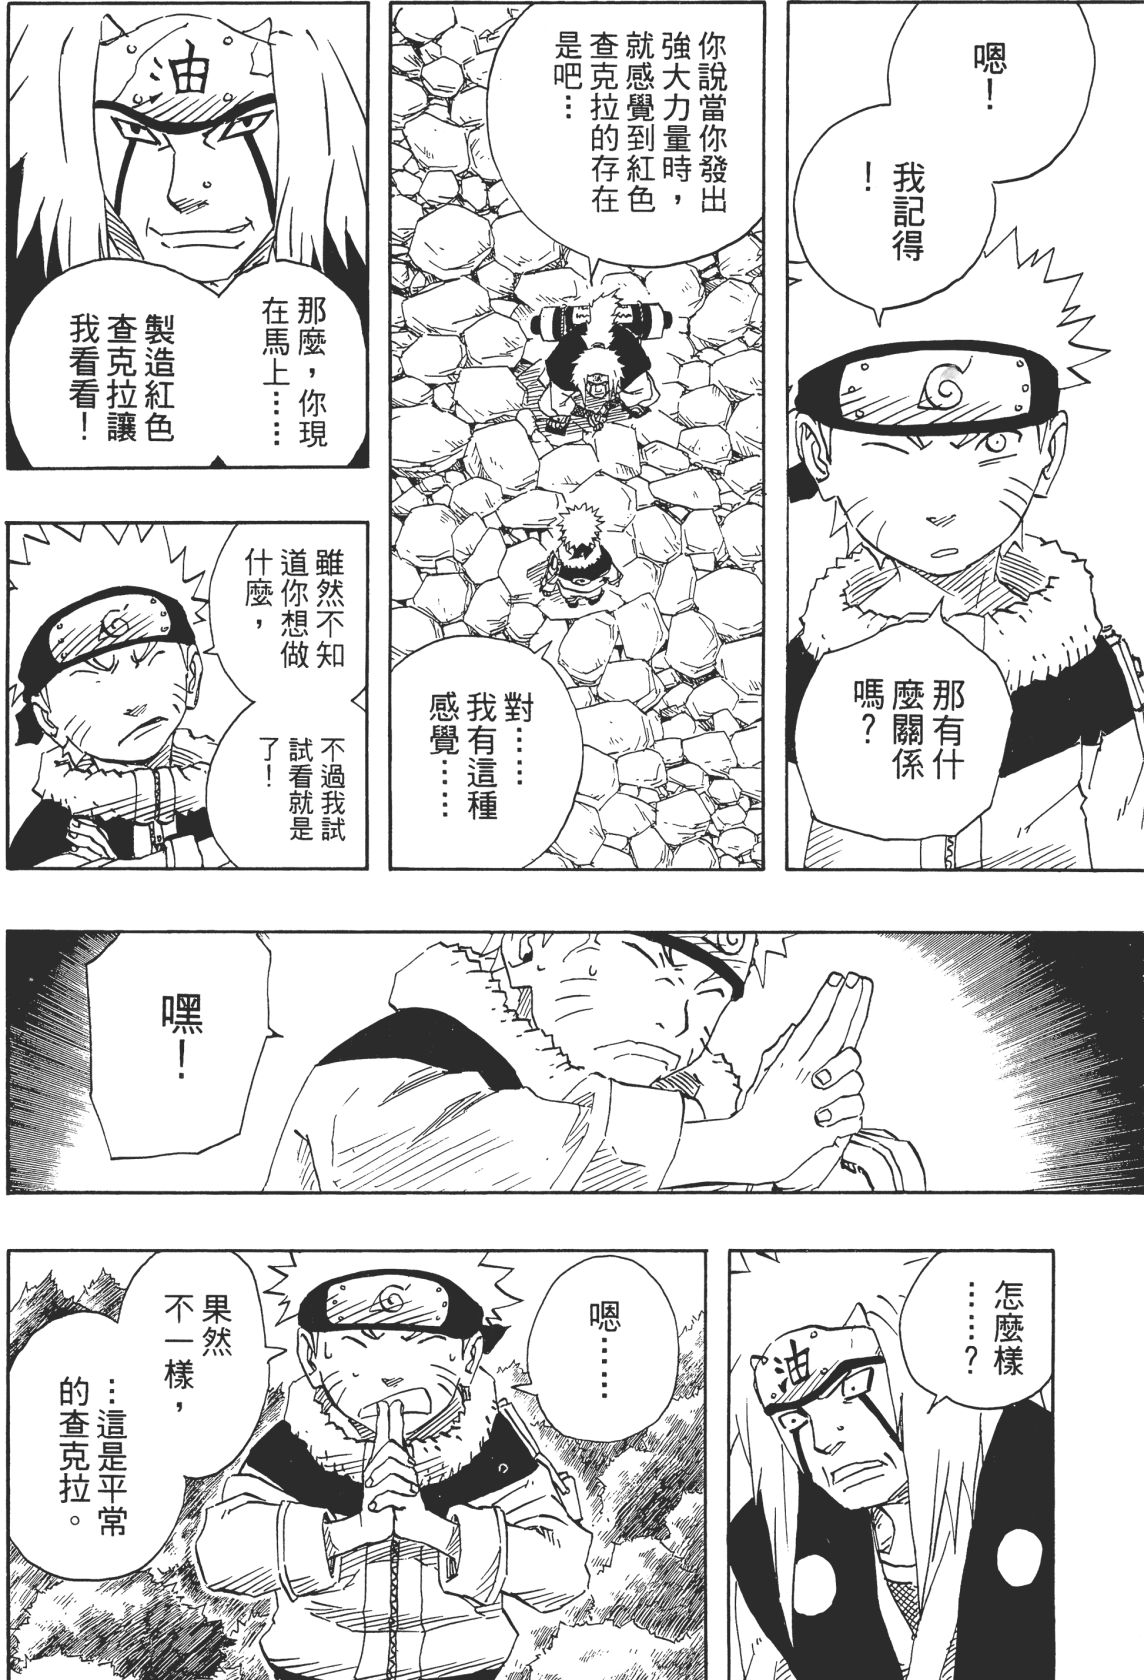 嗯！
我記得
！
那有什
麼關係
嗎？
你說當你發出
強大力量時，
就感覺到紅色
查克拉的存在
是吧…
對……
我有這種
感覺……
油
那麼，你現
在馬上……
製造紅色
查克拉讓
我看看！
雖然不知
道你想做
什麼，
不過我試
試看就是
了！
嘿！
怎麼樣
……？
油
嗯……
果然
不一樣，
…這是平常
的查克拉。